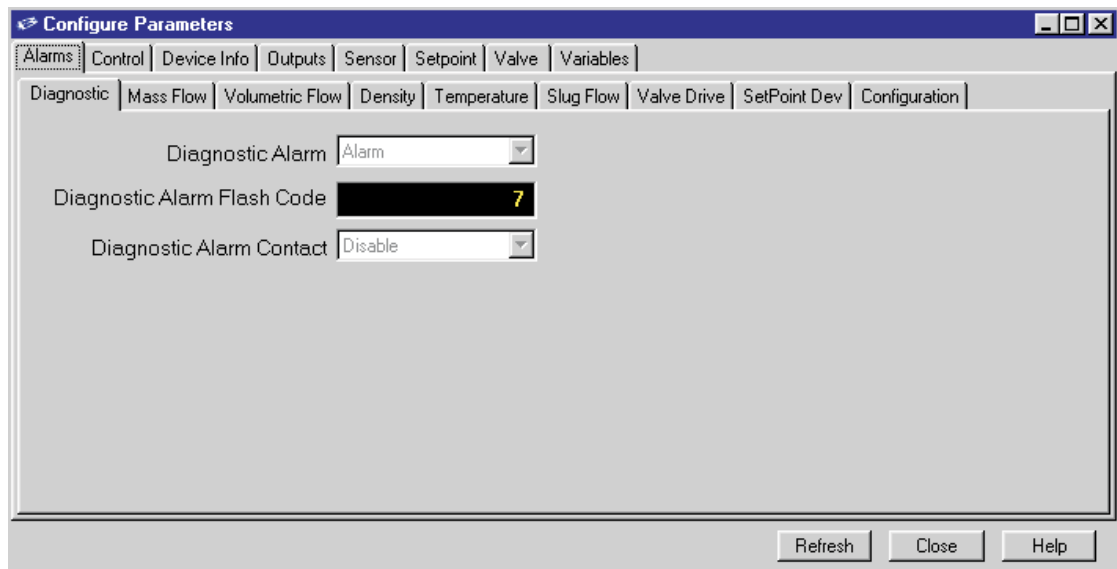 Configure Parameters
Alarms Control Device Info Outputs Sensor Setpoint Valve Variables
Diagnostic Mass Flow Volumetric Flow Density Temperature Slug Flow Valve Drive SetPoint Dev Configuration
Diagnostic Alarm Alarm
Diagnostic Alarm Flash Code 7
Diagnostic Alarm Contact Disable
Refresh Close Help